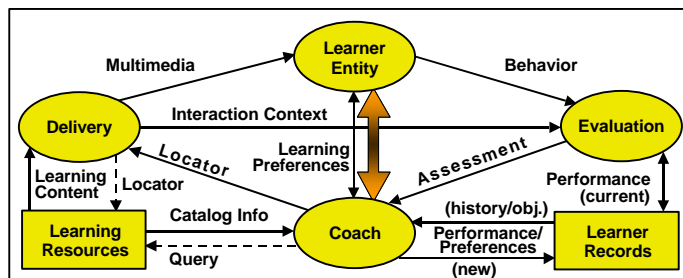 Learner
Entity
Multimedia
Behavior
Interaction Context
Delivery
Evaluation
Learning
Preferences
Locator
Assessment
Learning
Content
Locator
Performance
(current)
Learning
Resources
Catalog Info
Query
Coach
(history/obj.)
Performance/
Preferences
(new)
Learner
Records